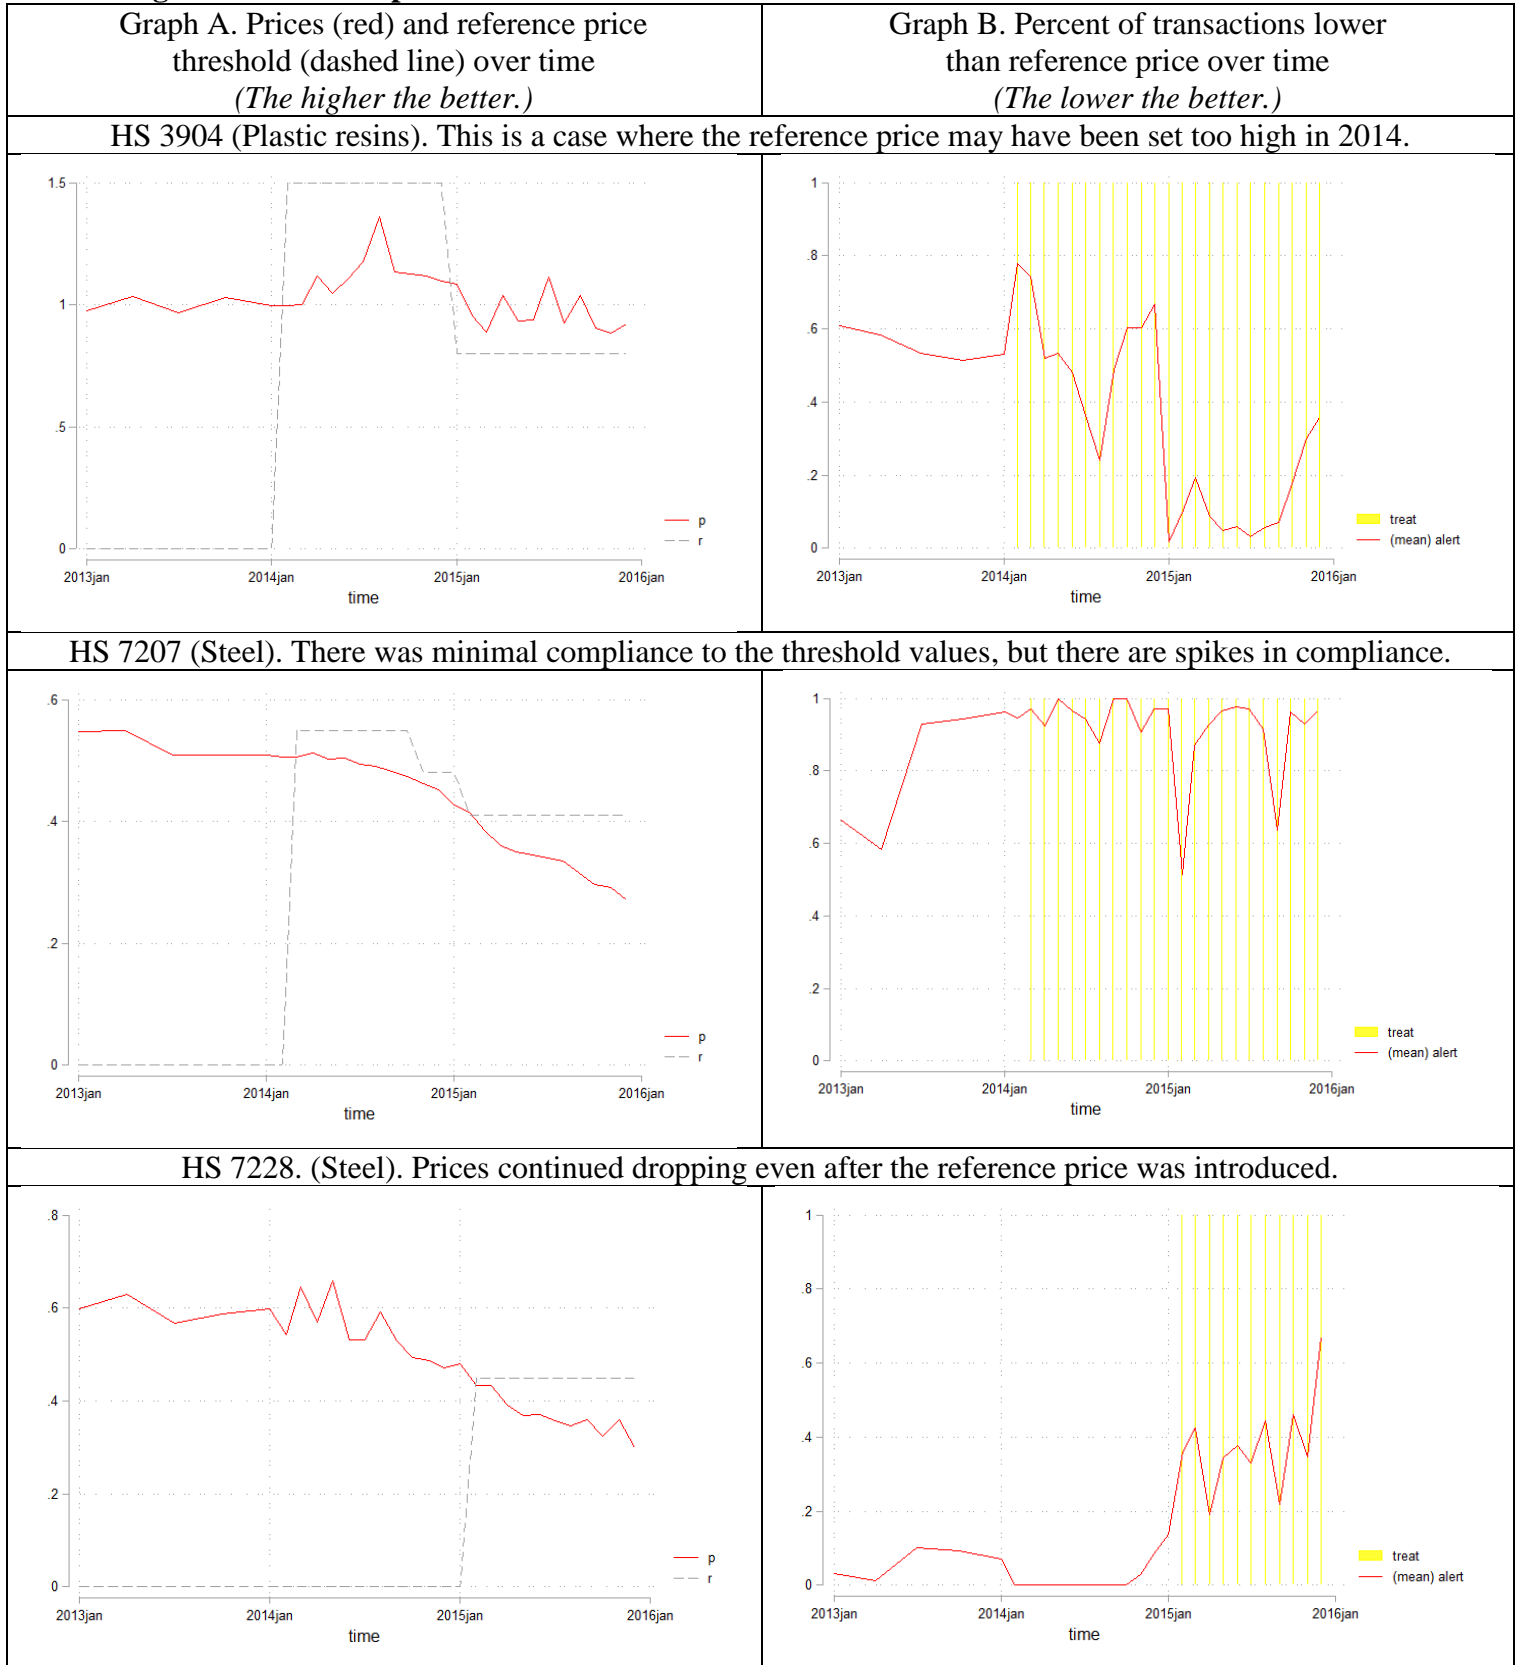 Graph A. Prices (red) and reference price
threshold (dashed line) over time
(The higher the better.)
Graph B. Percent of transactions lower
than reference price over time
(The lower the better.)
HS 3904 (Plastic resins). This is a case where the reference price may have been set too high in 2014.
1.5
1
.5
0
2013jan
2014jan
2015jan
2016jan
time
p
r
1
.8
.6
.4
.2
0
2013jan
2014jan
2015jan
2016jan
time
treat
(mean) alert
HS 7207 (Steel). There was minimal compliance to the threshold values, but there are spikes in compliance.
.6
.4
.2
0
2013jan
2014jan
2015jan
2016jan
time
p
r
1
.8
.6
.4
.2
0
2013jan
2014jan
2015jan
2016jan
time
treat
(mean) alert
HS 7228. (Steel). Prices continued dropping even after the reference price was introduced.
.8
.6
.4
.2
0
2013jan
2014jan
2015jan
2016jan
time
p
r
1
.8
.6
.4
.2
0
2013jan
2014jan
2015jan
2016jan
time
treat
(mean) alert